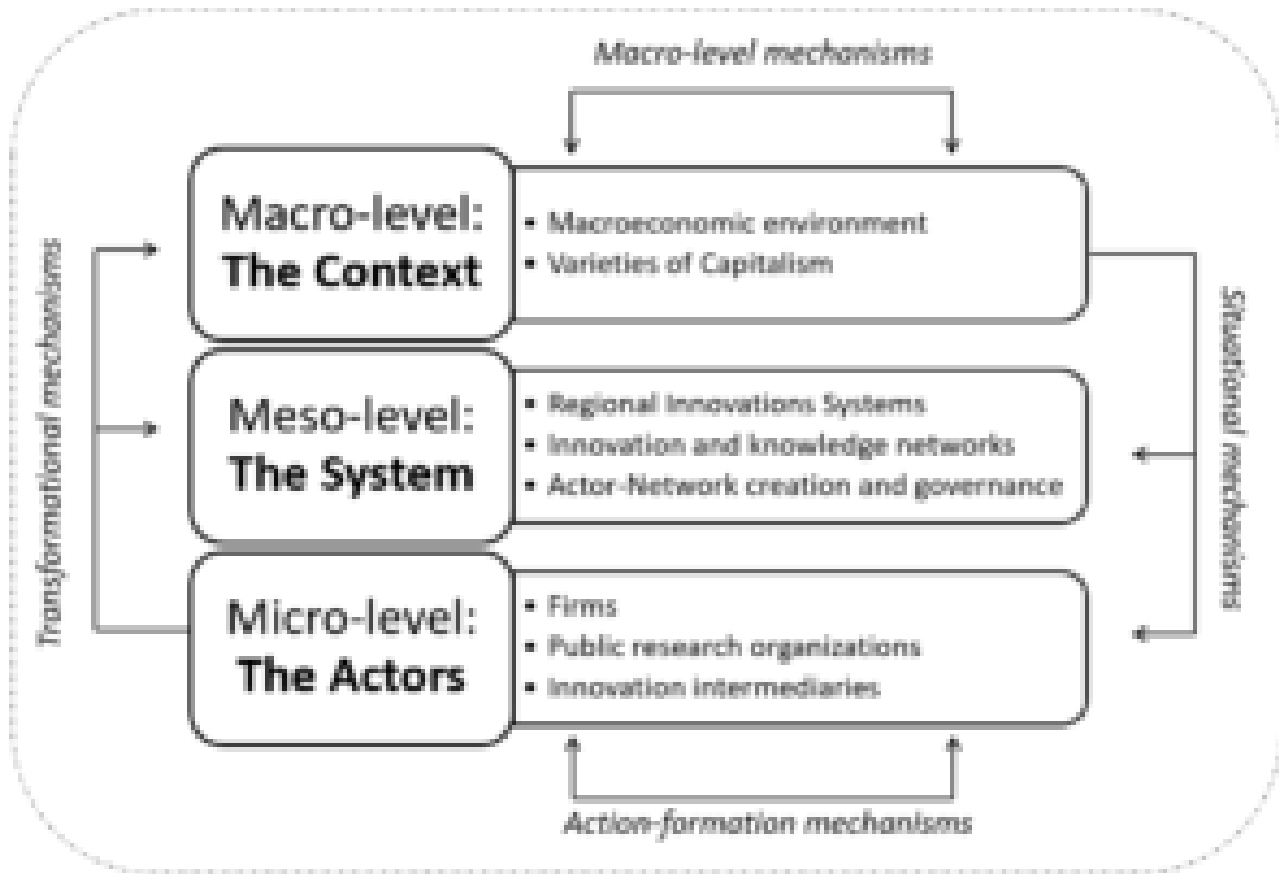 Macro-level mechanisms
Transformational mechanisms
Macro-level:
The Context
• Macroeconomic environment
• Varieties of Capitalism
Situational mechanisms
Meso-level:
The System
• Regional Innovations Systems
• Innovation and knowledge networks
• Actor-Network creation and governance
Micro-level:
The Actors
• Firms
• Public research organizations
• Innovation intermediaries
Action-formation mechanisms